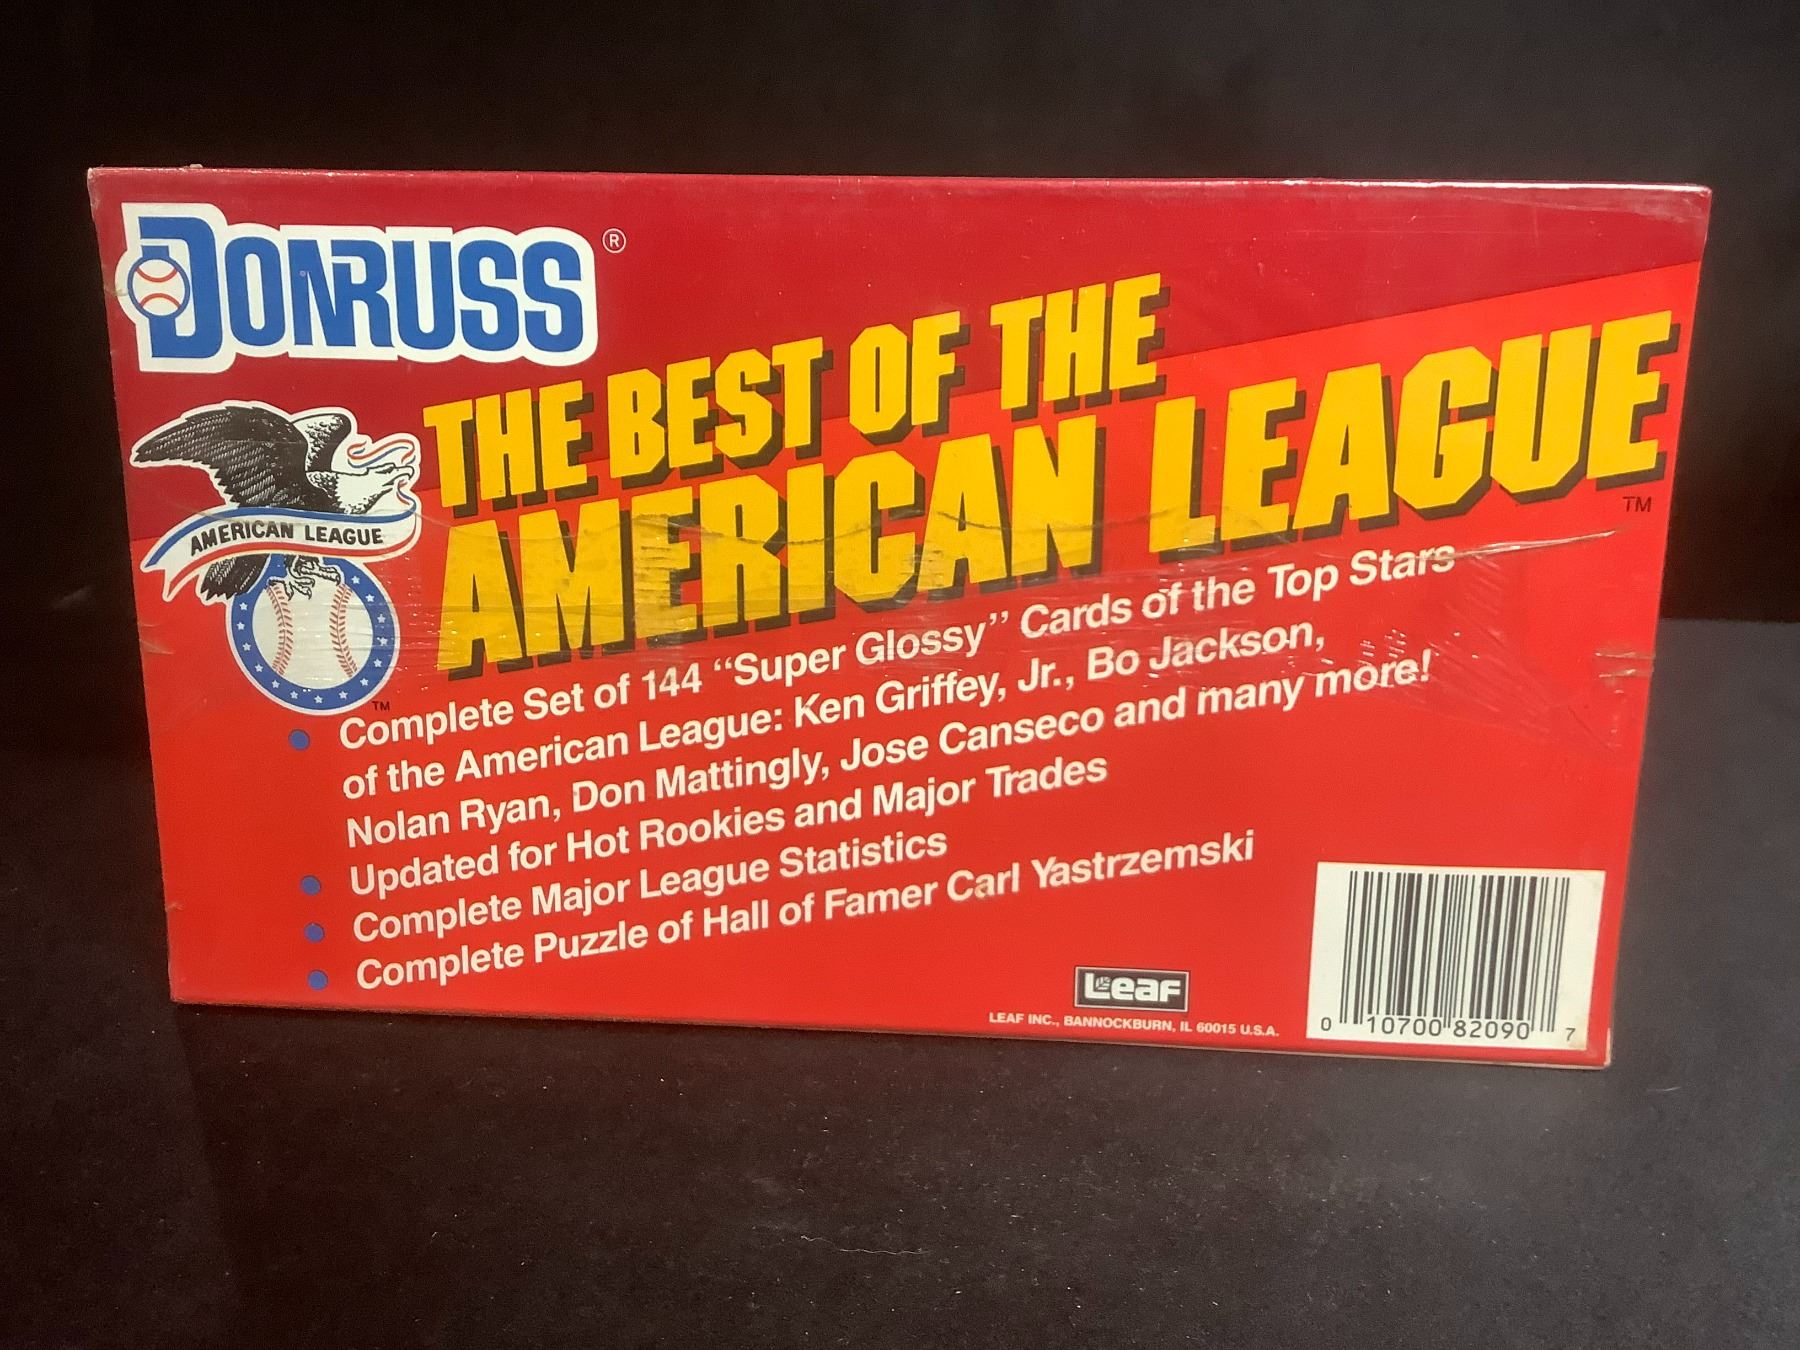 DONRUSS®
THE BEST OF THE
AMERICAN LEAGUE
TM
AMERICAN LEAGUE
TM
• Complete Set of 144 “Super Glossy” Cards of the Top Stars
of the American League: Ken Griffey, Jr., Bo Jackson,
Nolan Ryan, Don Mattingly, Jose Canseco and many more!
• Updated for Hot Rookies and Major Trades
• Complete Major League Statistics
• Complete Puzzle of Hall of Famer Carl Yastrzemski
Leaf
LEAF INC., BANNOCKBURN, IL 60015 U.S.A.
0 10700 82090 7